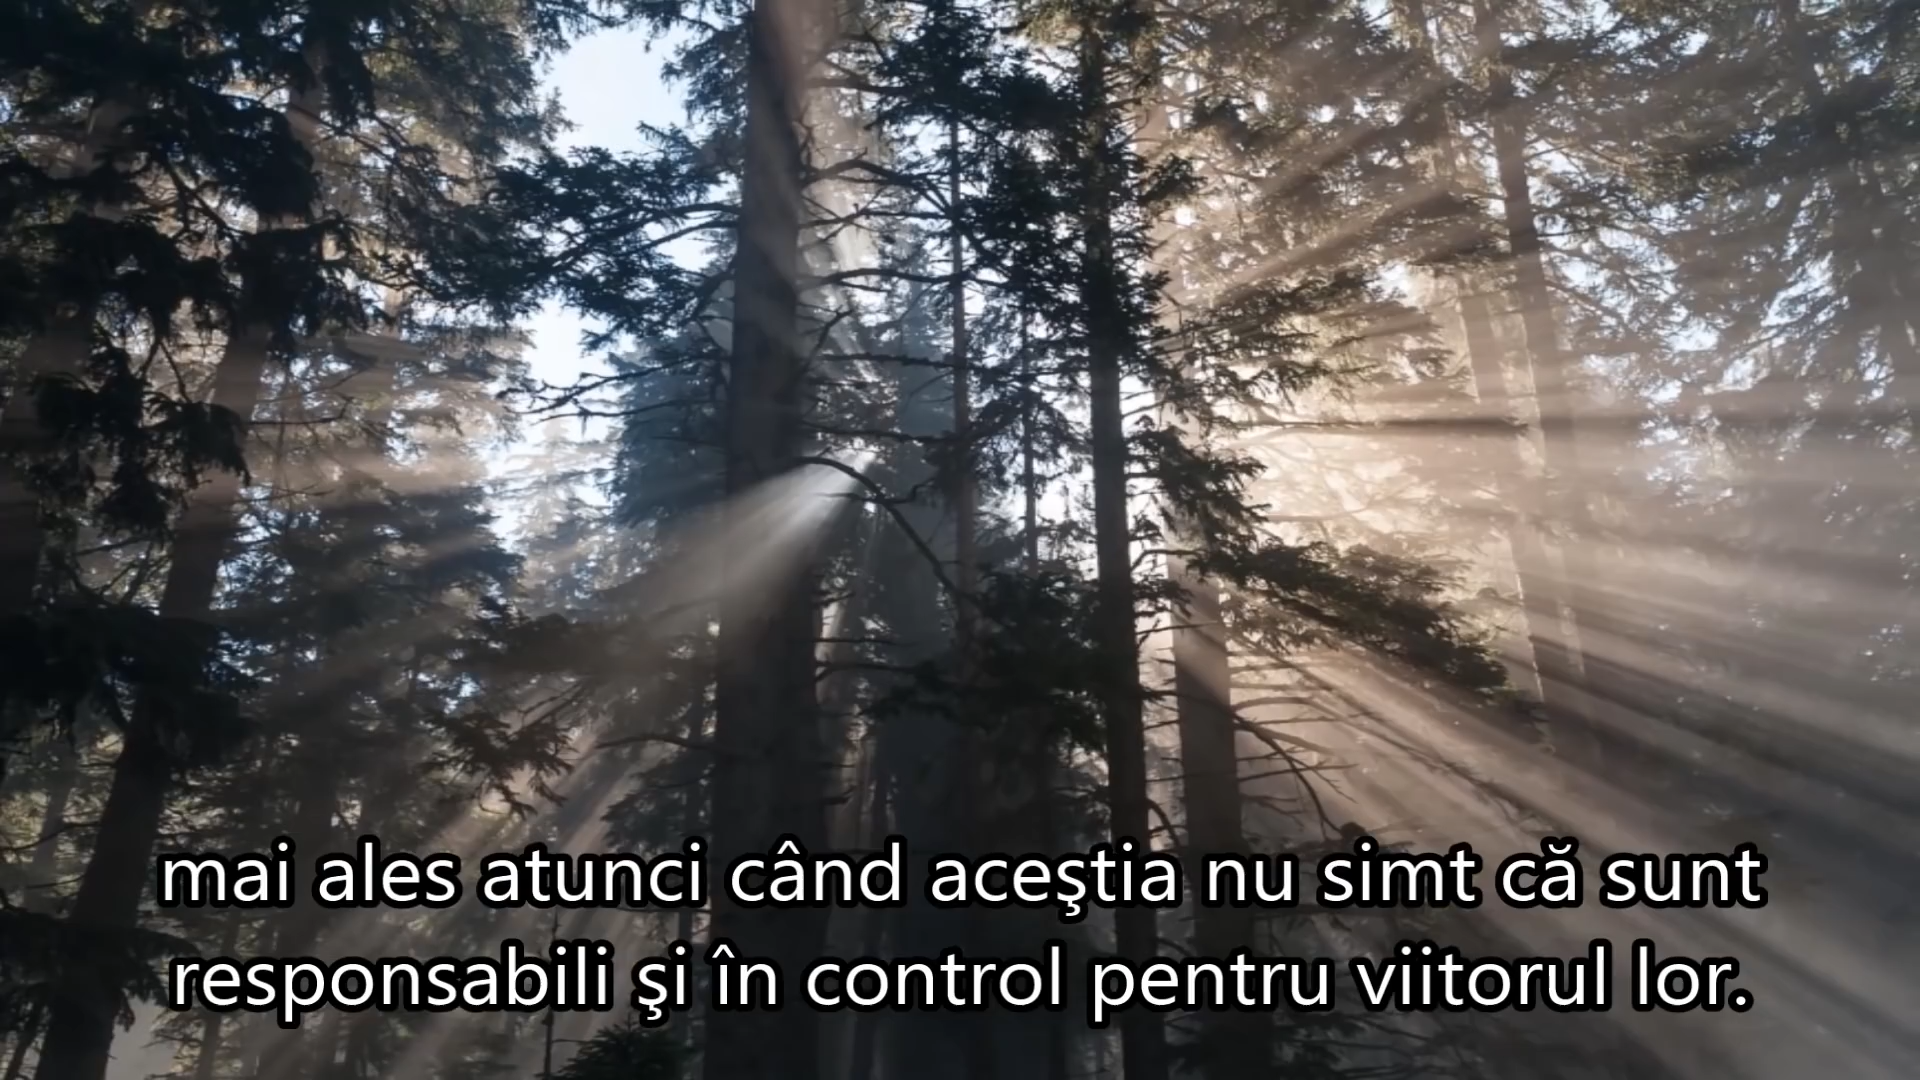 mai ales atunci când aceştia nu simt că sunt
responsabili şi în control pentru viitorul lor.